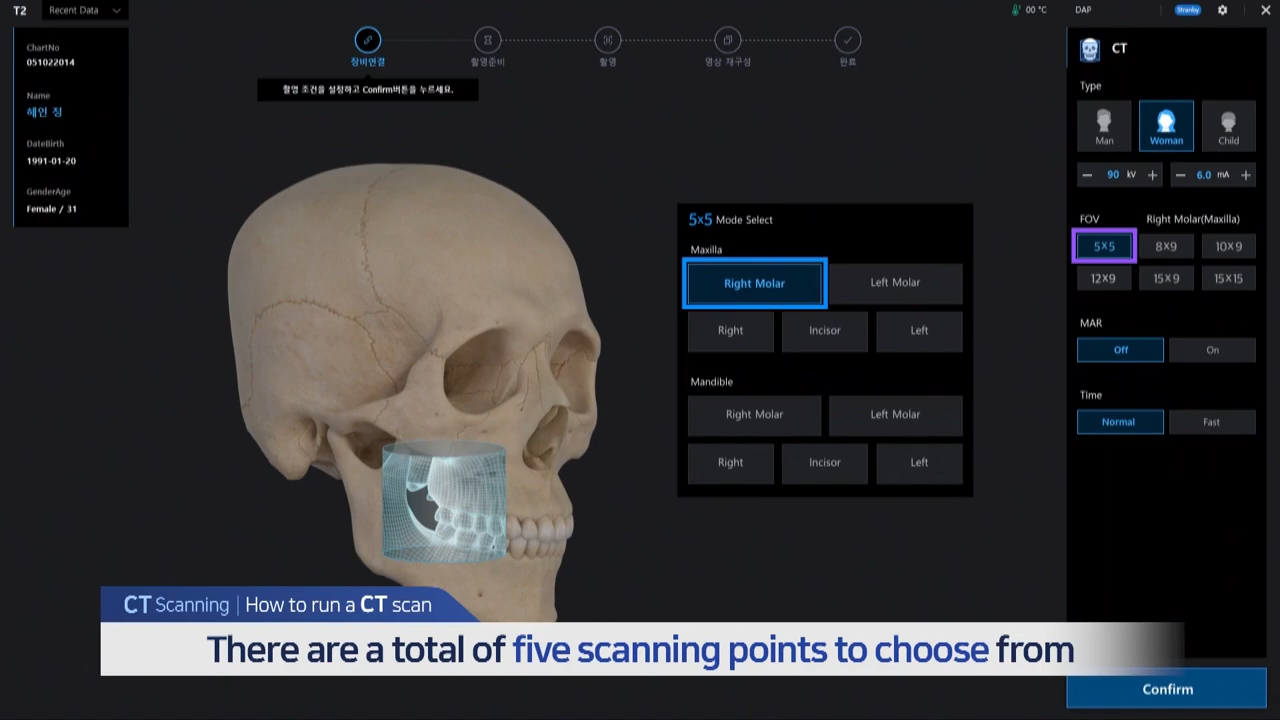 T2
Recent Data
00 °C
DAP
Stranby
ChartNo
051022014
Name
해인 정
DateBirth
1991-01-20
GenderAge
Female / 31
장비연결
촬영준비
촬영
영상 재구성
완료
촬영 조건을 설정하고 Confirm버튼을 누르세요.
5×5 Mode Select
Maxilla
Right Molar
Left Molar
Right
Incisor
Left
Mandible
Right Molar
Left Molar
Right
Incisor
Left
CT
Type
Man
Woman
Child
− 90 kV +
− 6.0 mA +
FOV
Right Molar(Maxilla)
5×5
8×9
10×9
12×9
15×9
15×15
MAR
Off
On
Time
Normal
Fast
Confirm
CT Scanning | How to run a CT scan
There are a total of five scanning points to choose from